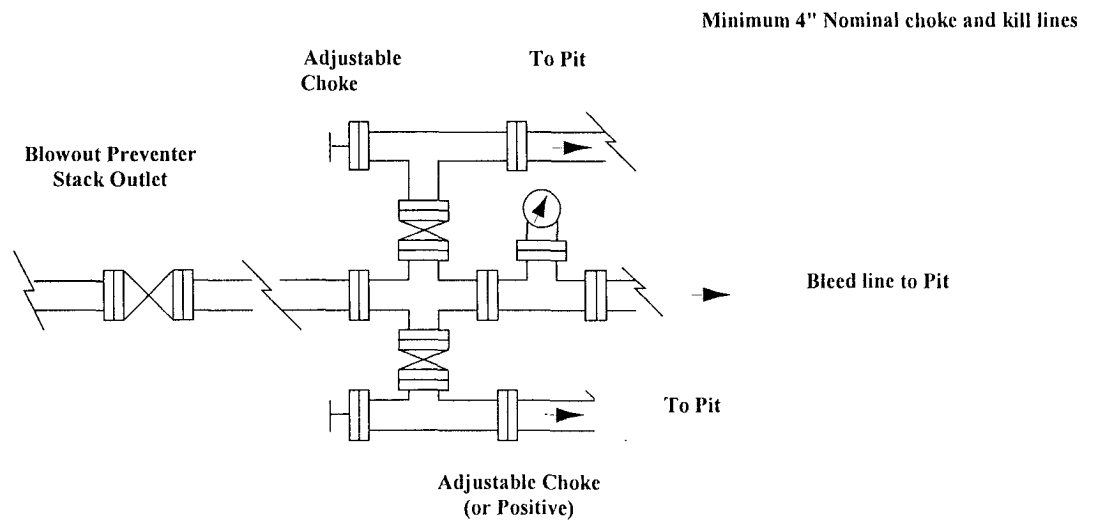 Minimum 4" Nominal choke and kill lines
Adjustable
Choke
To Pit
Blowout Preventer
Stack Outlet
Bleed line to Pit
To Pit
Adjustable Choke
(or Positive)